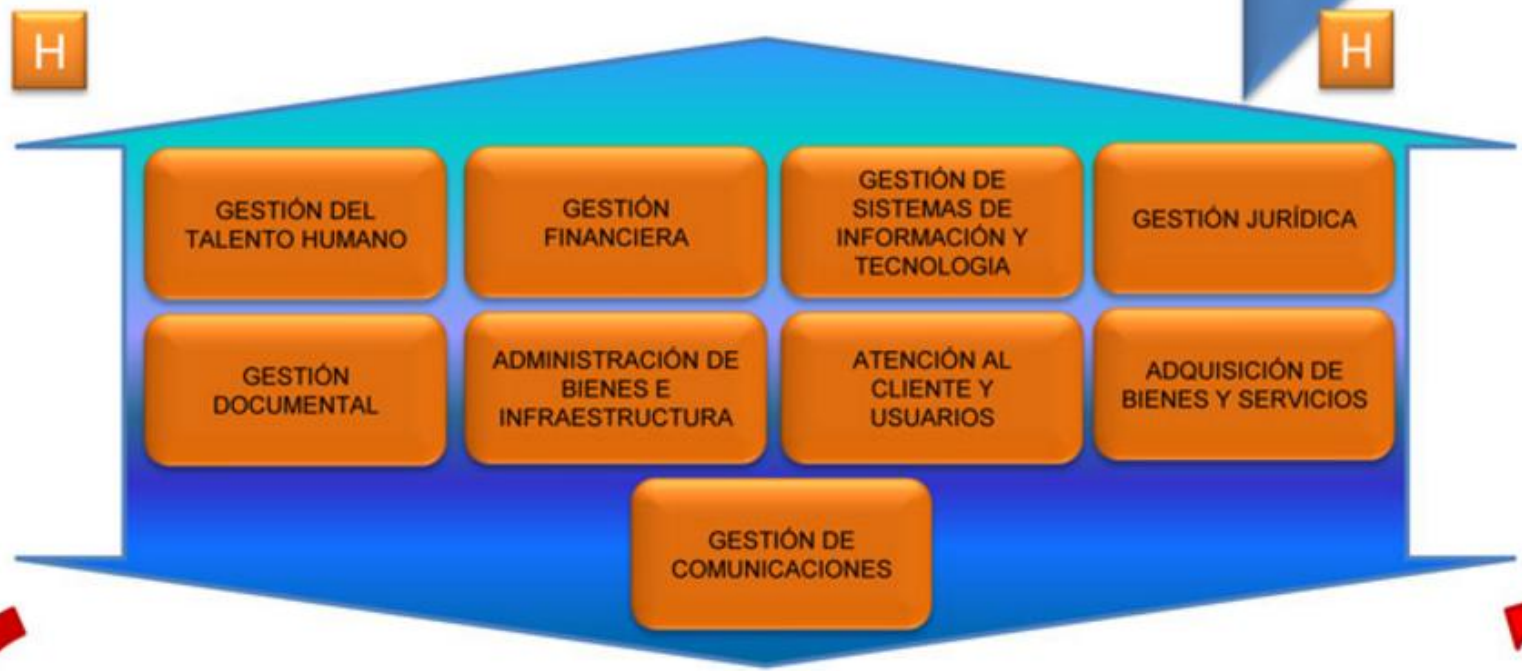 H
H
GESTIÓN DEL
TALENTO HUMANO
GESTIÓN
FINANCIERA
GESTIÓN DE
SISTEMAS DE
INFORMACIÓN Y
TECNOLOGIA
GESTIÓN JURÍDICA
GESTIÓN
DOCUMENTAL
ADMINISTRACIÓN DE
BIENES E
INFRAESTRUCTURA
ATENCIÓN AL
CLIENTE Y
USUARIOS
ADQUISICIÓN DE
BIENES Y SERVICIOS
GESTIÓN DE
COMUNICACIONES